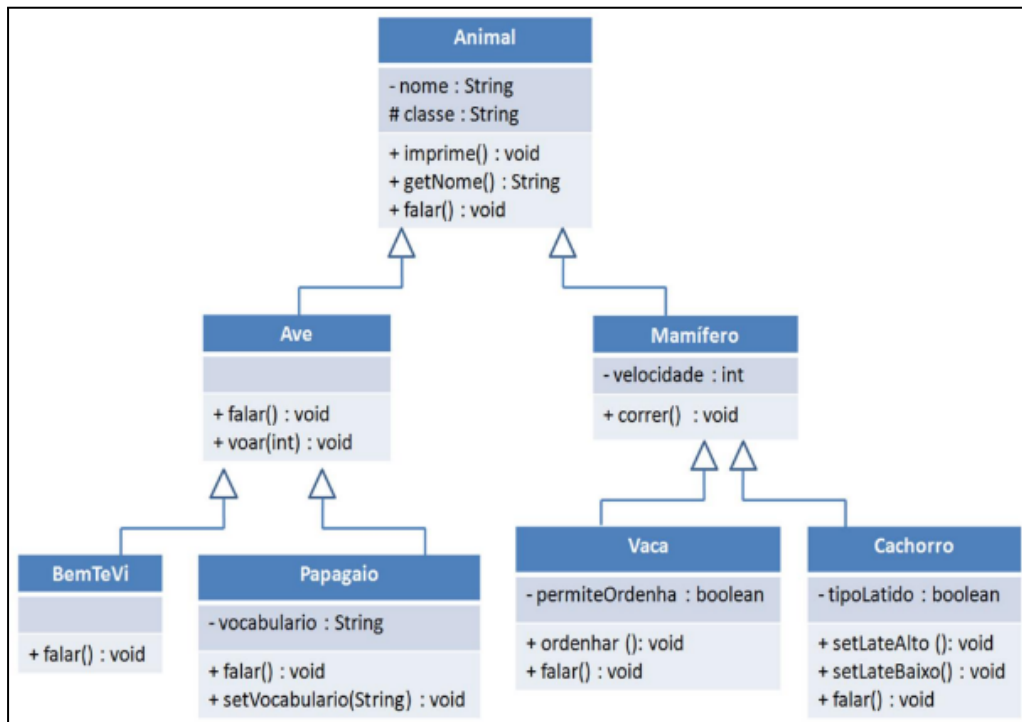 Animal
- nome : String
# classe : String
+ imprime() : void
+ getNome() : String
+ falar() : void
Ave
+ falar() : void
+ voar(int) : void
Mamífero
- velocidade : int
+ correr() : void
BemTeVi
+ falar() : void
Papagaio
- vocabulario : String
+ falar() : void
+ setVocabulario(String) : void
Vaca
- permiteOrdenha : boolean
+ ordenhar (): void
+ falar() : void
Cachorro
- tipoLatido : boolean
+ setLateAlto (): void
+ setLateBaixo() : void
+ falar() : void